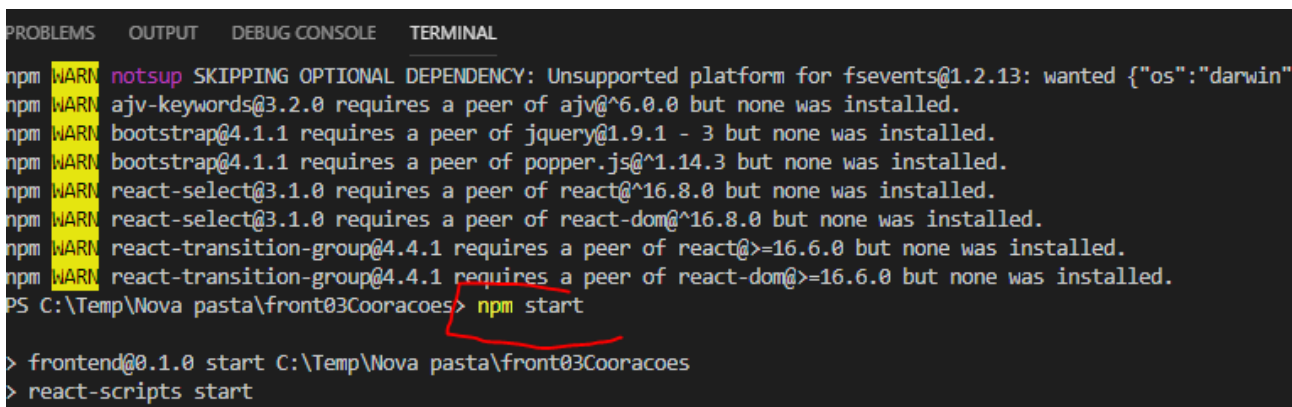 PROBLEMS OUTPUT DEBUG CONSOLE TERMINAL
npm WARN notsup SKIPPING OPTIONAL DEPENDENCY: Unsupported platform for fsevents@1.2.13: wanted {"os":"darwin"
npm WARN ajv-keywords@3.2.0 requires a peer of ajv@^6.0.0 but none was installed.
npm WARN bootstrap@4.1.1 requires a peer of jquery@1.9.1 - 3 but none was installed.
npm WARN bootstrap@4.1.1 requires a peer of popper.js@^1.14.3 but none was installed.
npm WARN react-select@3.1.0 requires a peer of react@^16.8.0 but none was installed.
npm WARN react-select@3.1.0 requires a peer of react-dom@^16.8.0 but none was installed.
npm WARN react-transition-group@4.4.1 requires a peer of react@>=16.6.0 but none was installed.
npm WARN react-transition-group@4.4.1 requires a peer of react-dom@>=16.6.0 but none was installed.
PS C:\Temp\Nova pasta\front03Cooracoes> npm start
> frontend@0.1.0 start C:\Temp\Nova pasta\front03Cooracoes
> react-scripts start